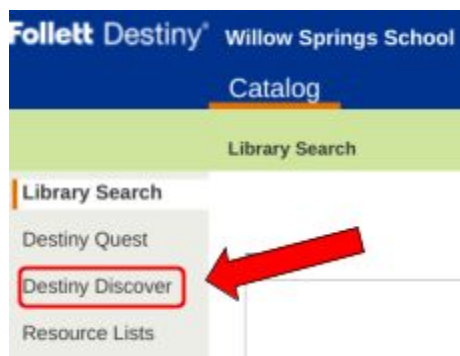 Follett Destiny® Willow Springs School
Catalog
Library Search
Library Search
Destiny Quest
Destiny Discover
Resource Lists